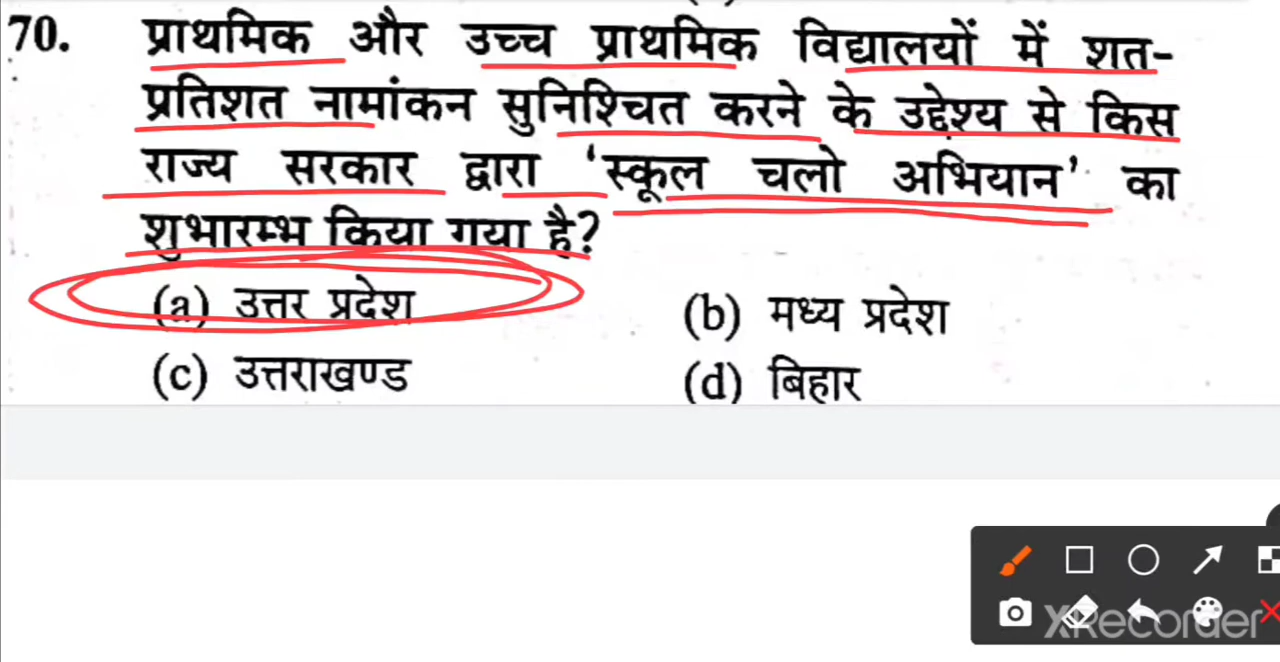 70. प्राथमिक और उच्च प्राथमिक विद्यालयों में शत-
प्रतिशत नामांकन सुनिश्चित करने के उद्देश्य से किस
राज्य सरकार द्वारा ‘स्कूल चलो अभियान’ का
शुभारम्भ किया गया है?
(a) उत्तर प्रदेश (b) मध्य प्रदेश
(c) उत्तराखण्ड (d) बिहार
XRecorder